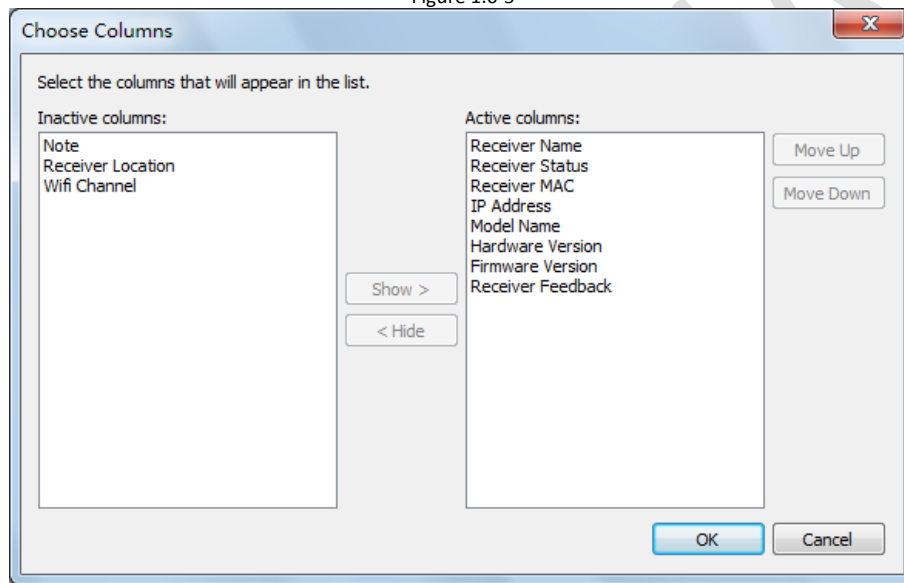 Choose Columns
Select the columns that will appear in the list.
Inactive columns:
Note
Receiver Location
Wifi Channel
Show >
< Hide
Active columns:
Receiver Name
Receiver Status
Receiver MAC
IP Address
Model Name
Hardware Version
Firmware Version
Receiver Feedback
Move Up
Move Down
OK
Cancel